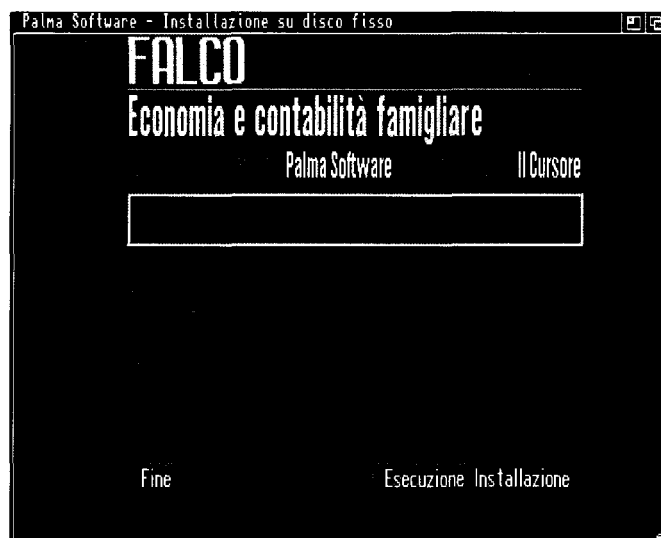 Palma Software - Installazione su disco fisso
FALCO
Economia e contabilità famigliare
Palma Software Il Cursore
Fine Esecuzione Installazione